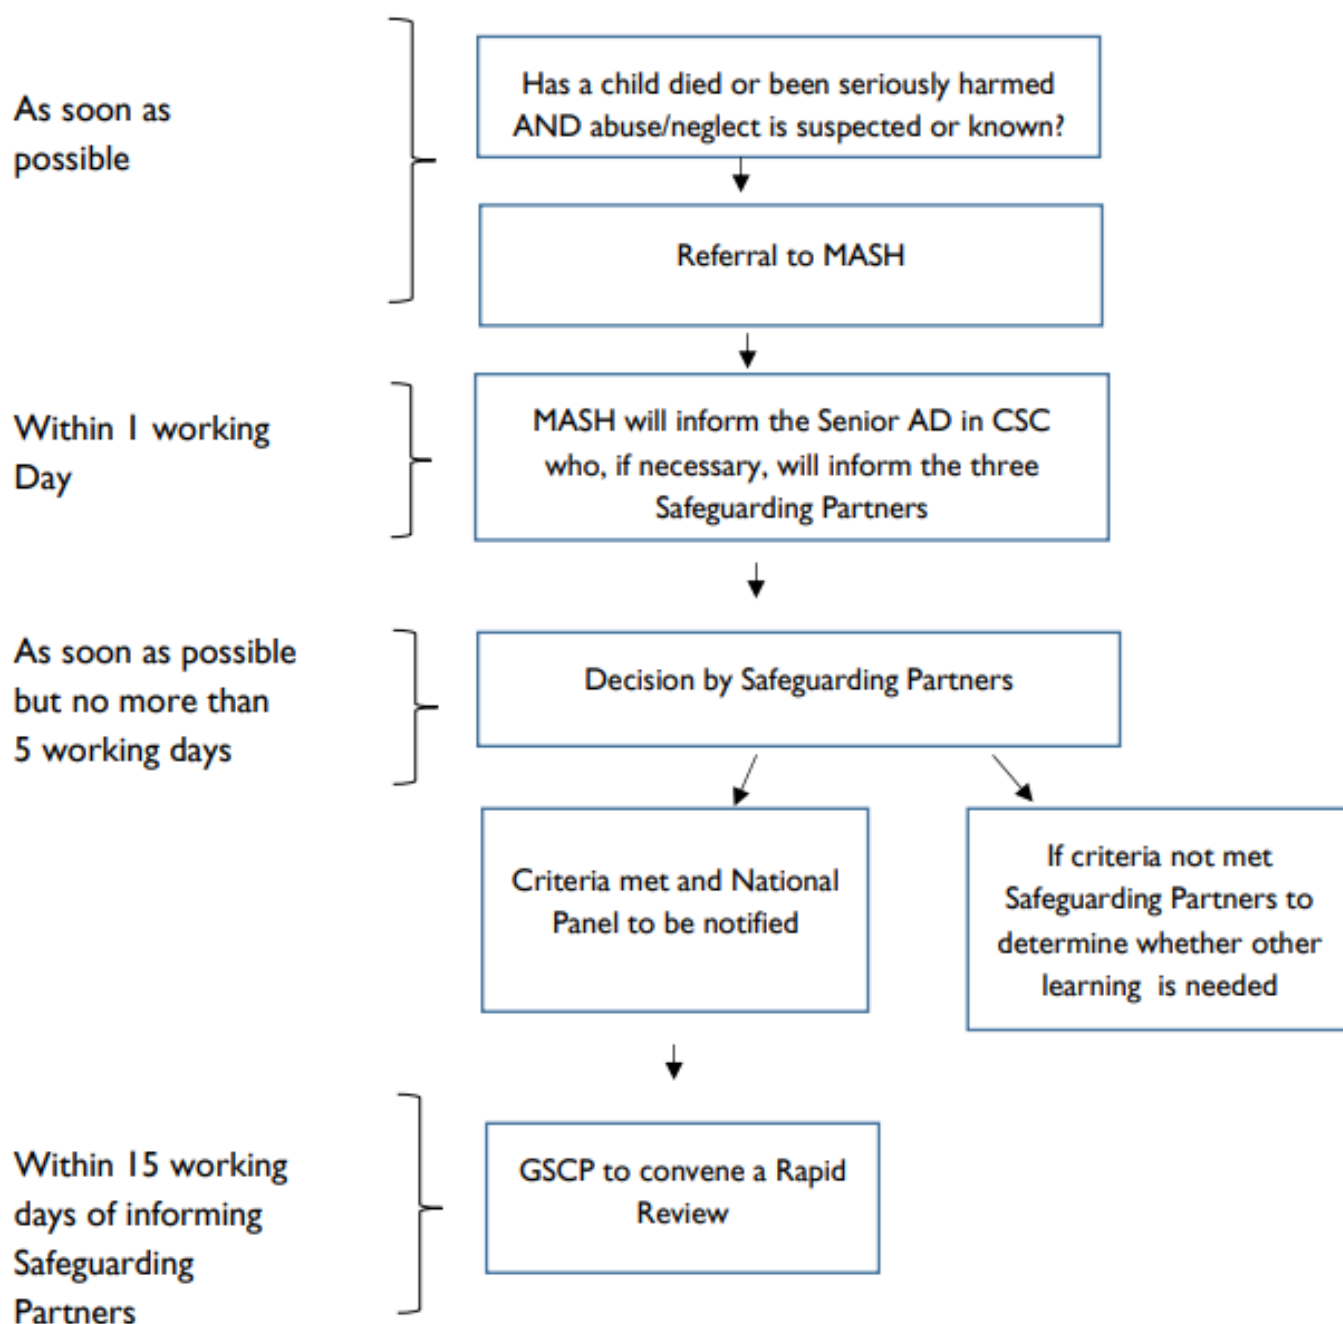 As soon as
possible
Has a child died or been seriously harmed
AND abuse/neglect is suspected or known?
Referral to MASH
Within 1 working
Day
MASH will inform the Senior AD in CSC
who, if necessary, will inform the three
Safeguarding Partners
As soon as possible
but no more than
5 working days
Decision by Safeguarding Partners
Criteria met and National
Panel to be notified
If criteria not met
Safeguarding Partners to
determine whether other
learning is needed
Within 15 working
days of informing
Safeguarding
Partners
GSCP to convene a Rapid
Review